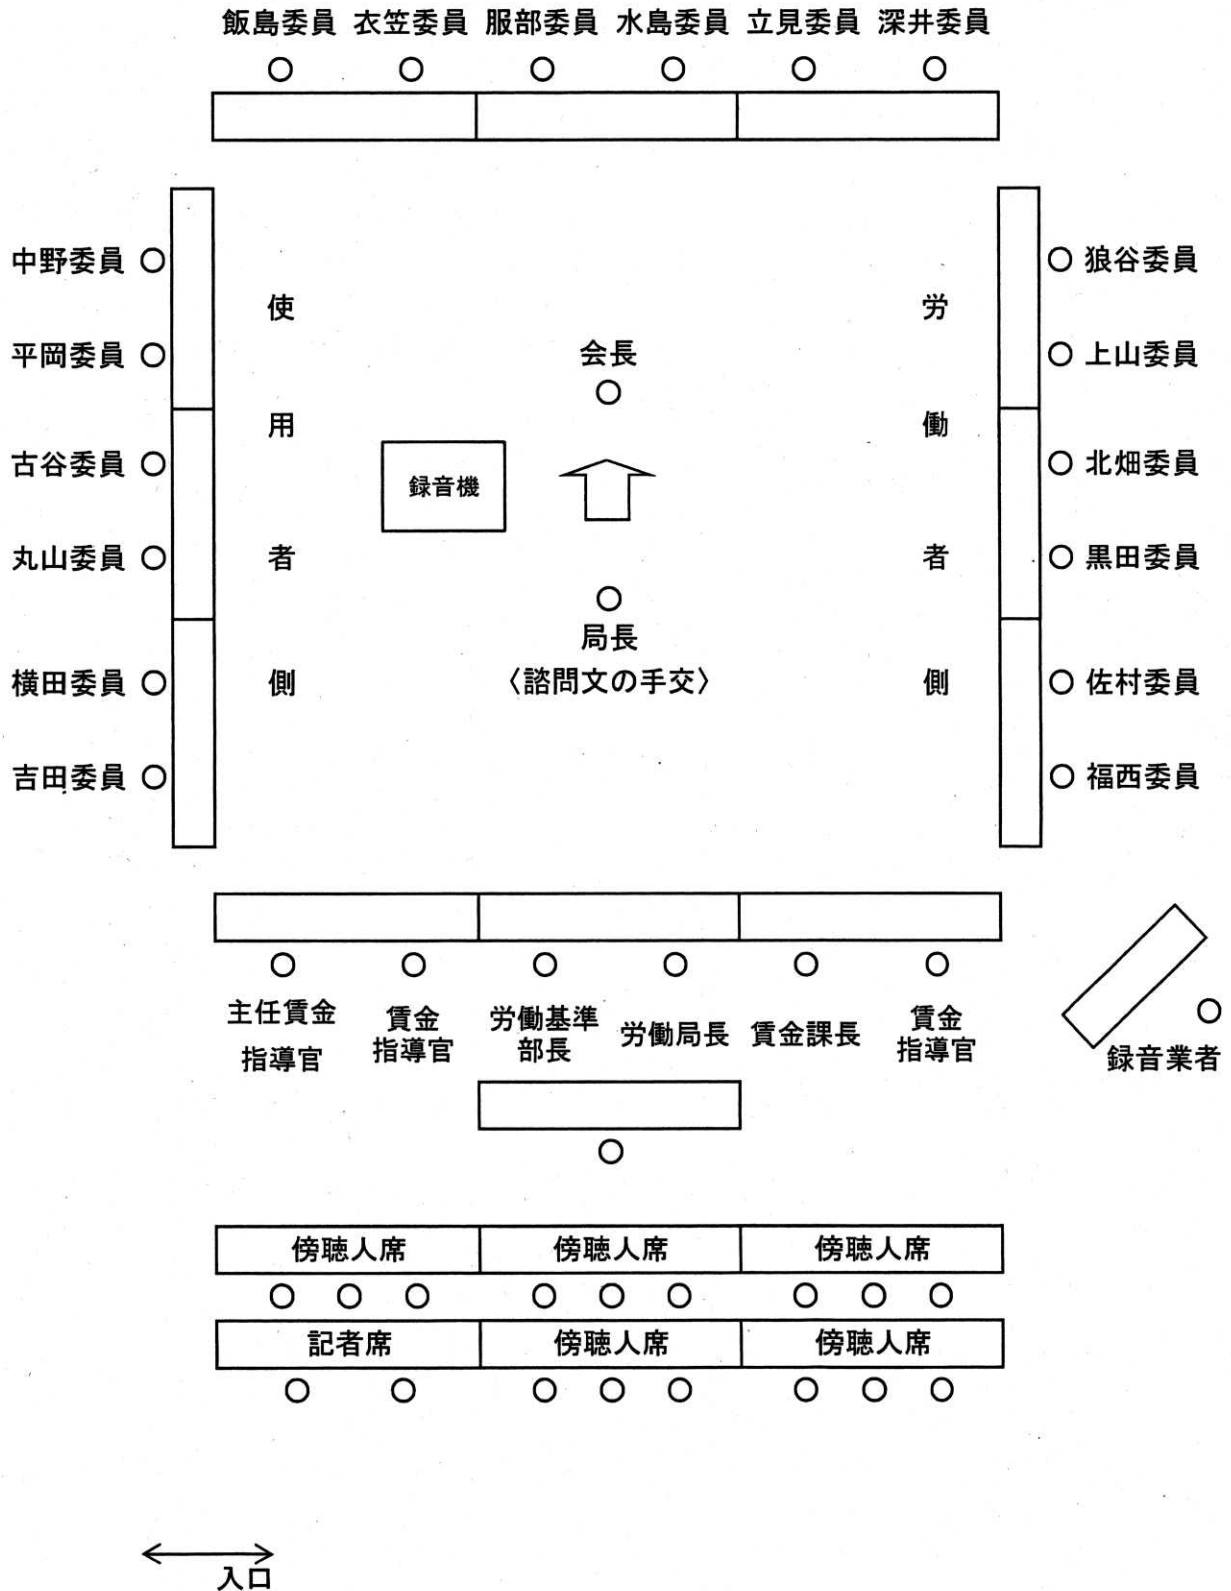 飯島委員 衣笠委員 服部委員 水島委員 立見委員 深井委員
中野委員
平岡委員
古谷委員
丸山委員
横田委員
吉田委員
使用者側
会長
録音機
局長
〈諮問文の手交〉
労働者側
狼谷委員
上山委員
北畑委員
黒田委員
佐村委員
福西委員
主任賃金
指導官
賃金
指導官
労働基準
部長
労働局長
賃金課長
賃金
指導官
録音業者
傍聴人席 傍聴人席 傍聴人席
記者席 傍聴人席 傍聴人席
入口